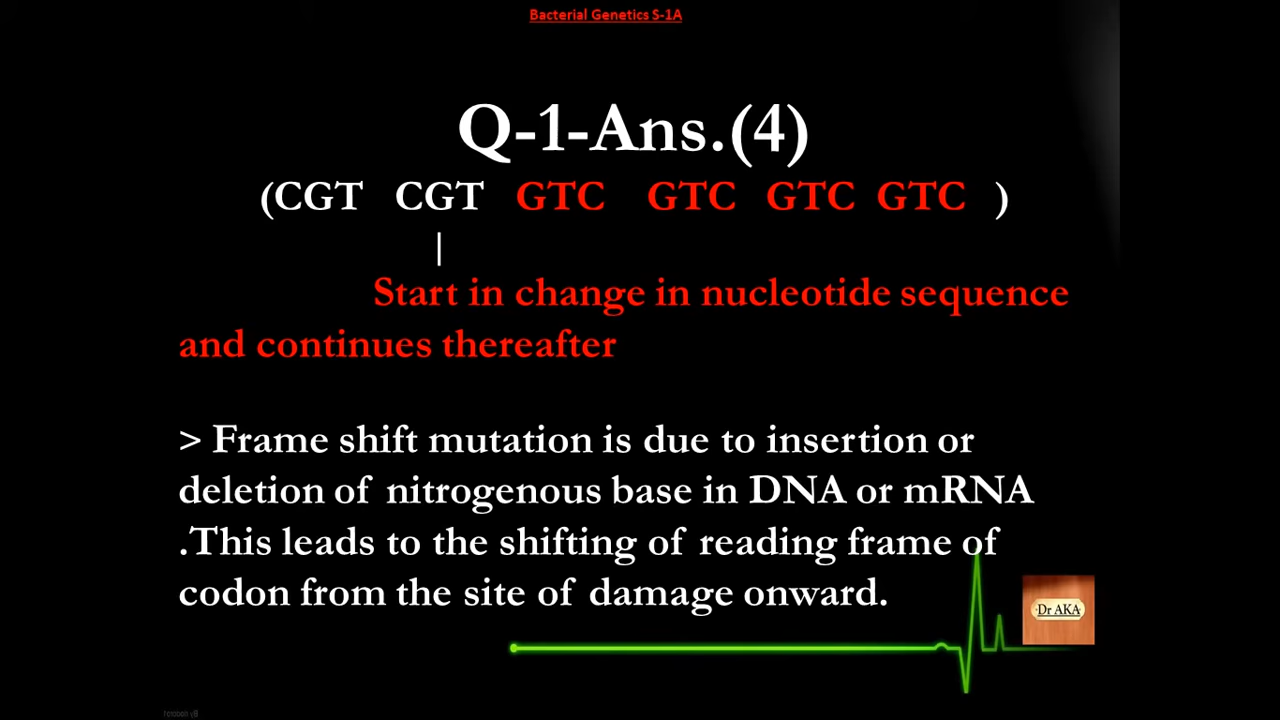 Bacterial Genetics S-1A
Q-1-Ans.(4)
(CGT CGT GTC GTC GTC GTC )
|
Start in change in nucleotide sequence
and continues thereafter
> Frame shift mutation is due to insertion or
deletion of nitrogenous base in DNA or mRNA
.This leads to the shifting of reading frame of
codon from the site of damage onward.
Dr AKA